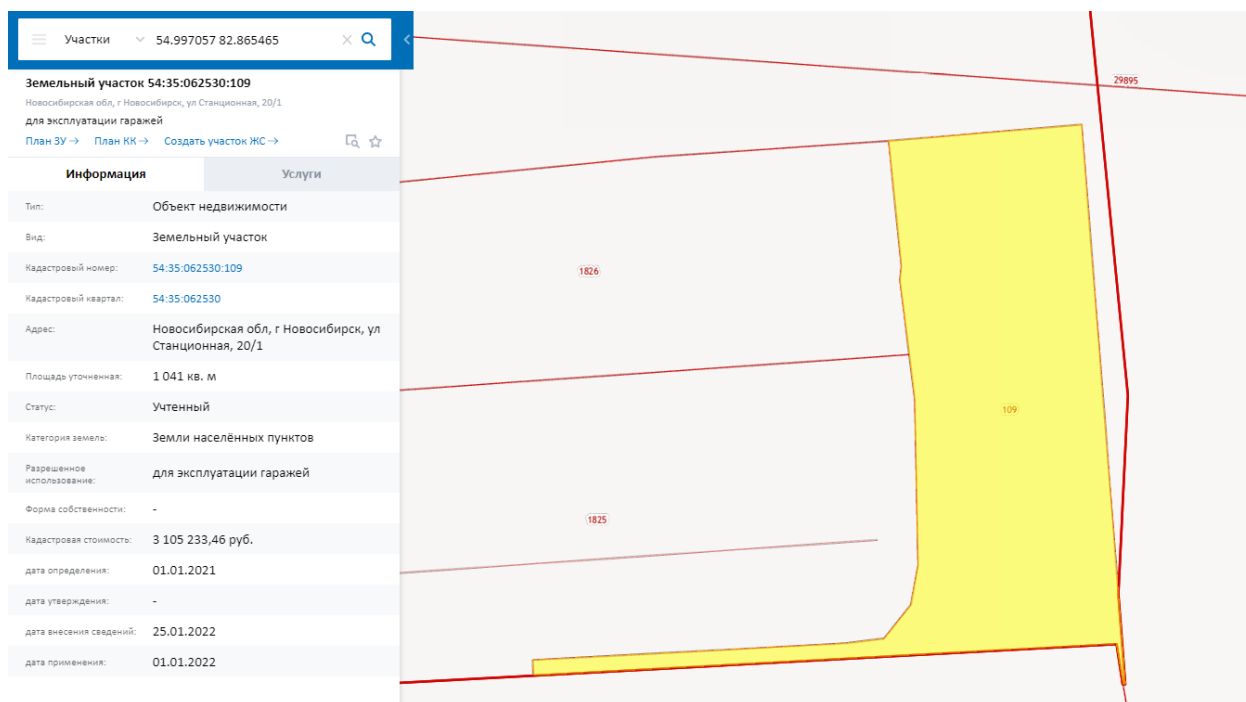 Участки 54.997057 82.865465
Земельный участок 54:35:062530:109
Новосибирская обл, г Новосибирск, ул Станционная, 20/1
для эксплуатации гаражей
План ЗУ → План КК → Создать участок ЖС →
Информация Услуги
Тип: Объект недвижимости
Вид: Земельный участок
Кадастровый номер: 54:35:062530:109
Кадастровый квартал: 54:35:062530
Адрес: Новосибирская обл, г Новосибирск, ул
Станционная, 20/1
Площадь уточненная: 1 041 кв. м
Статус: Учтенный
Категория земель: Земли населённых пунктов
Разрешенное
использование: для эксплуатации гаражей
Форма собственности: -
Кадастровая стоимость: 3 105 233,46 руб.
дата определения: 01.01.2021
дата утверждения: -
дата внесения сведений: 25.01.2022
дата применения: 01.01.2022
29895
1826
109
1825